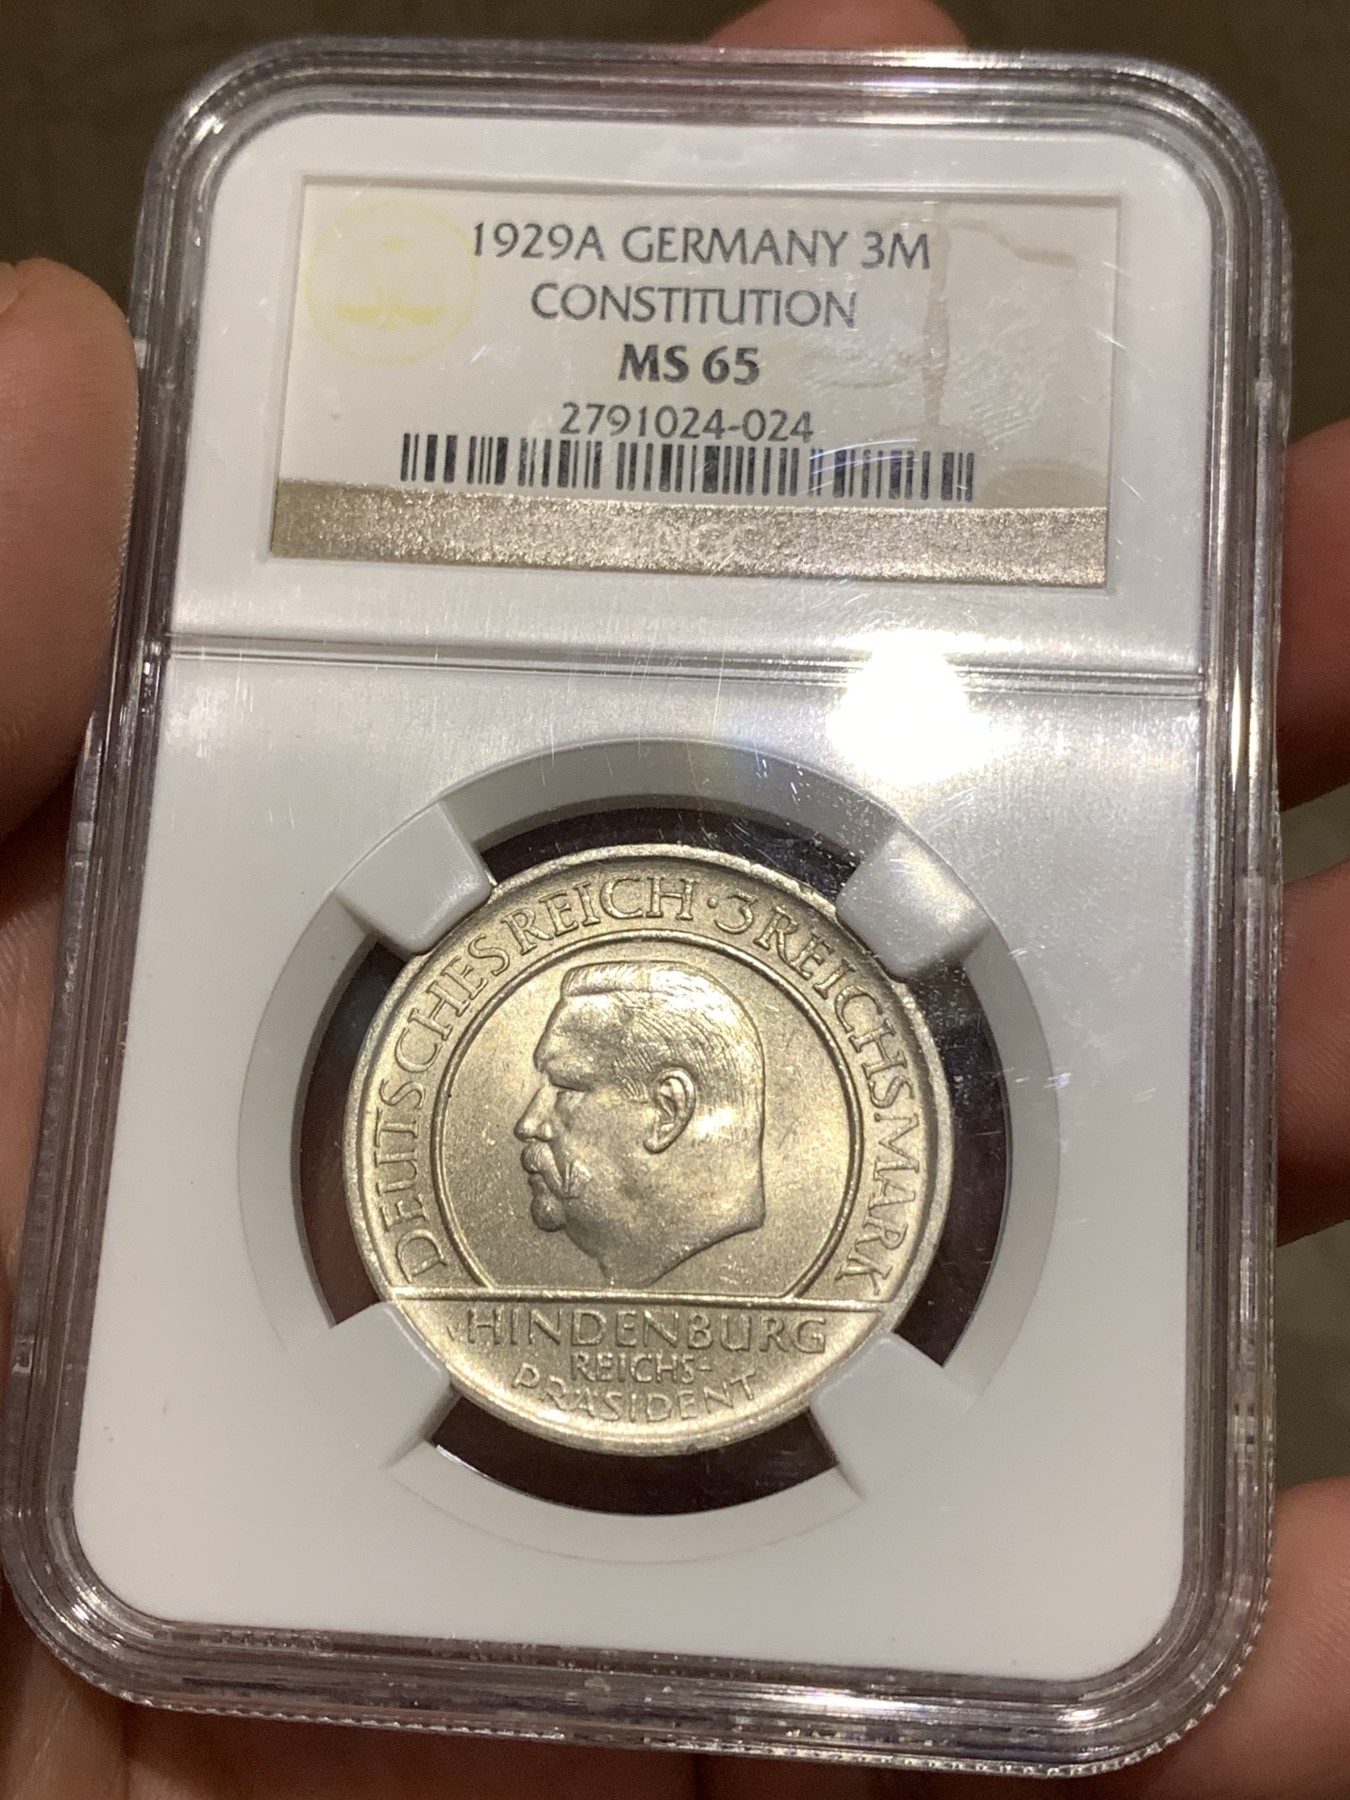 1929A GERMANY 3M
CONSTITUTION
MS 65
2791024-024
DEUTSCHES REICH · 3 REICHSMARK
HINDENBURG
REICHS-
PRÄSIDENT